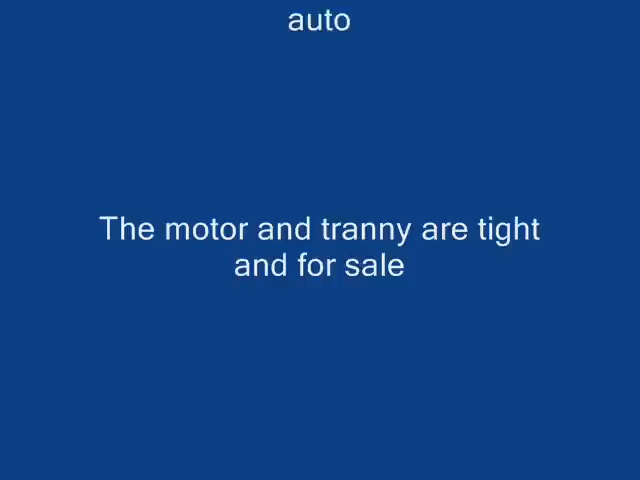 auto
The motor and tranny are tight
and for sale